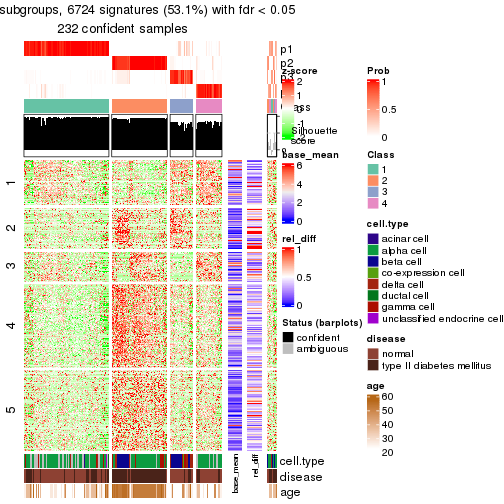 subgroups, 6724 signatures (53.1%) with fdr < 0.05
232 confident samples
p1
p2
p3
z-score
2
1
0
-1
-2
Silhouette
score
base_mean
6
4
2
0
rel_diff
1
0.5
0
Status (barplots)
confident
ambiguous
Prob
1
0.5
0
Class
1
2
3
4
cell.type
acinar cell
alpha cell
beta cell
co-expression cell
delta cell
ductal cell
gamma cell
unclassified endocrine cell
disease
normal
type II diabetes mellitus
age
60
50
40
30
20
1
2
3
4
5
base_mean
rel_diff
cell.type
disease
age